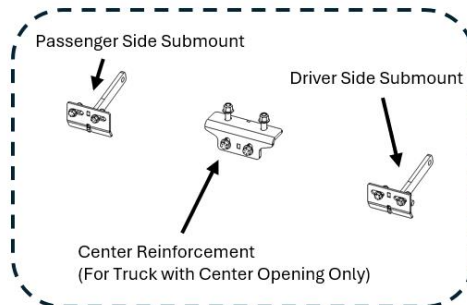 Passenger Side Submount
Driver Side Submount
Center Reinforcement
(For Truck with Center Opening Only)